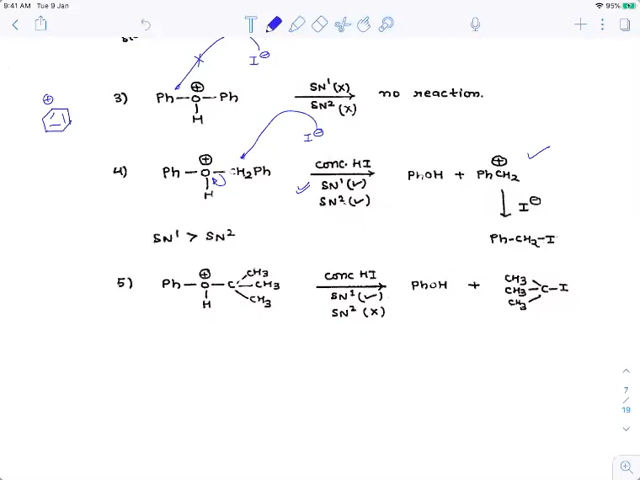 9:41 AM Tue 9 Jan
95%
I⊖
3) Ph–O⊕–Ph
H
SN¹(x)
SN²(x)
no reaction.
⊕
I⊖
4) Ph–O⊕–CH₂Ph
H
conc. HI
SN¹(✓)
SN²(✓)
PhOH + PhCH₂⊕
I⊖
SN¹ > SN²
Ph–CH₂–I
5) Ph–O⊕–C
H
CH₃
CH₃
CH₃
conc HI
SN¹(✓)
SN²(x)
PhOH +
CH₃
CH₃
CH₃
C–I
7
/
19